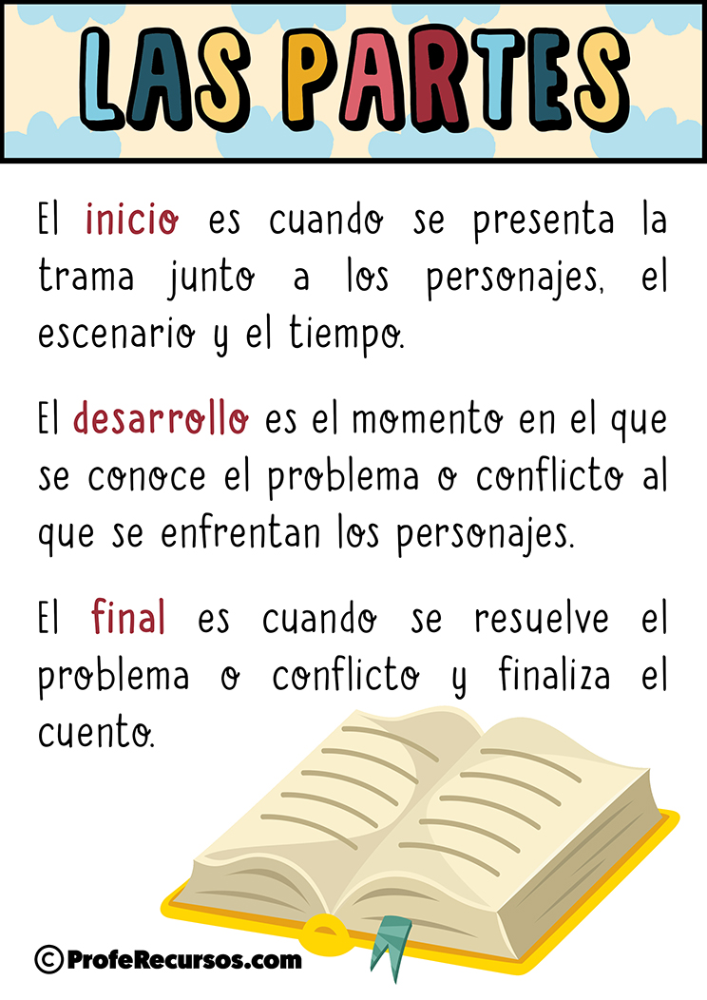 LAS PARTES
El inicio es cuando se presenta la
trama junto a los personajes, el
escenario y el tiempo.
El desarrollo es el momento en el que
se conoce el problema o conflicto al
que se enfrentan los personajes.
El final es cuando se resuelve el
problema o conflicto y finaliza el
cuento.
©ProfeRecursos.com